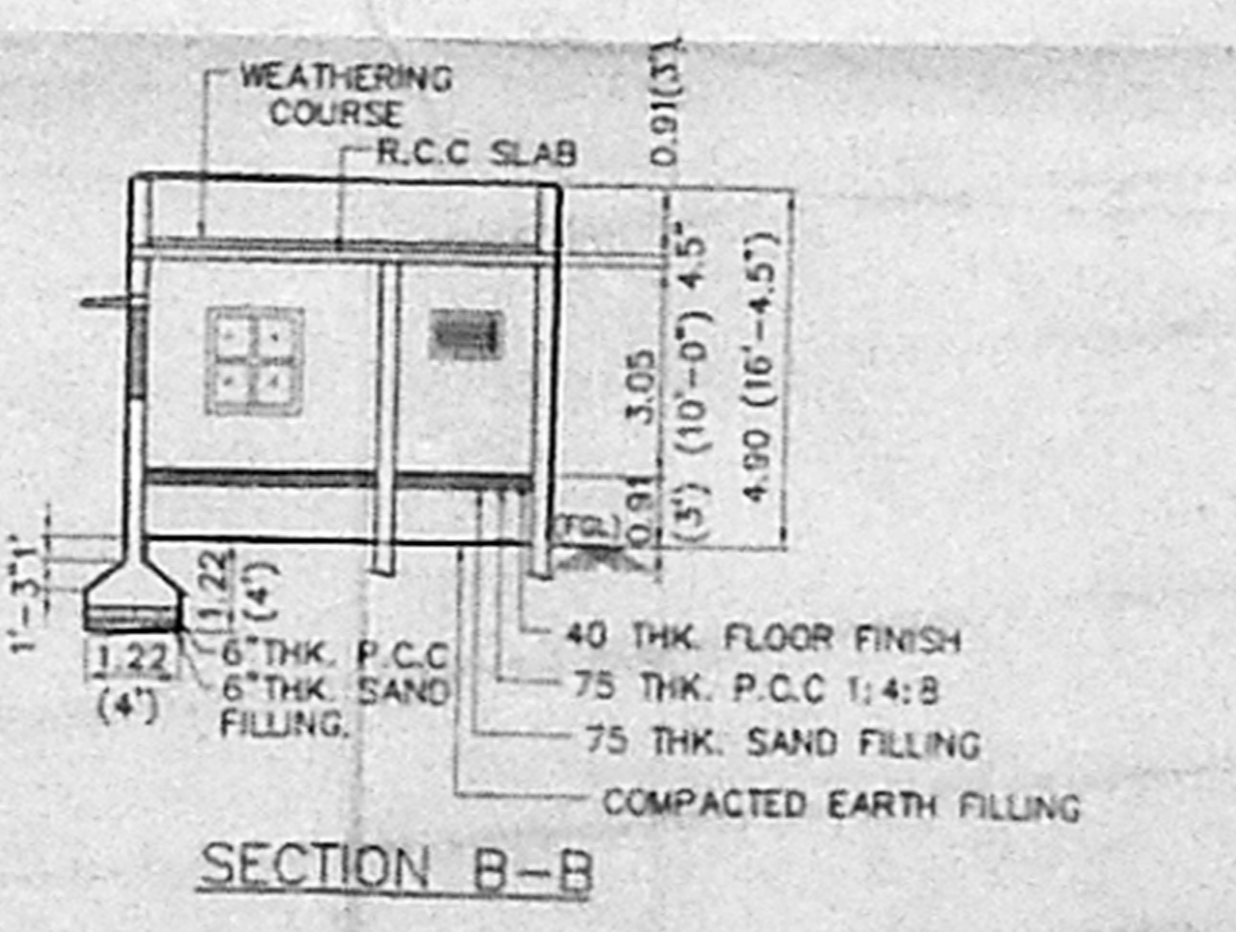 WEATHERING
COURSE
R.C.C SLAB
0.91(3')
4.5"
3.05
(10'-0")
4.90 (16'-4.5")
0.91
(3')
(FGL)
1'-3"
1'
1.22
(4')
1.22
(4')
6"THK. P.C.C
6"THK. SAND
FILLING.
40 THK. FLOOR FINISH
75 THK. P.C.C 1:4:8
75 THK. SAND FILLING
COMPACTED EARTH FILLING
SECTION B-B